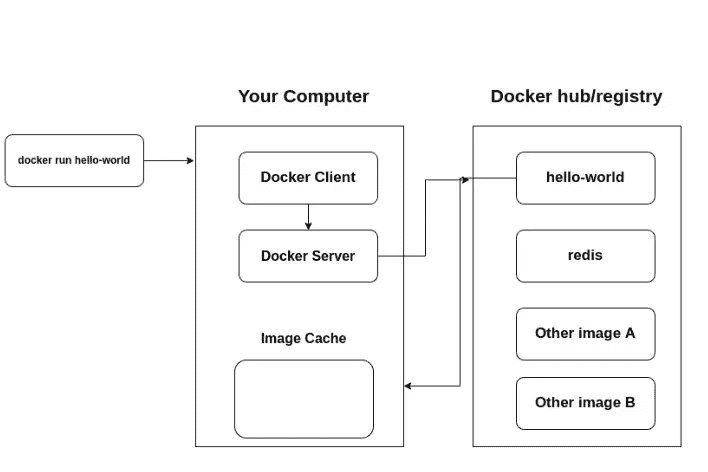 Your Computer
Docker hub/registry
docker run hello-world
Docker Client
Docker Server
Image Cache
hello-world
redis
Other image A
Other image B